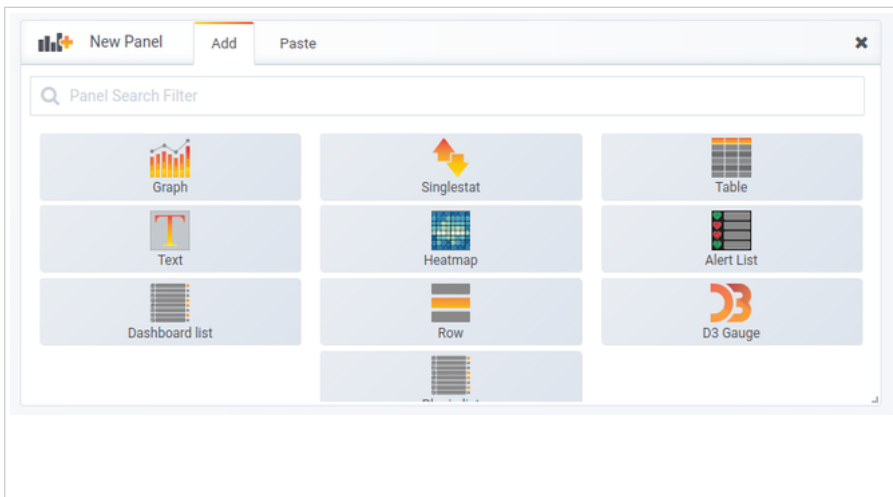 New Panel Add Paste
Panel Search Filter
Graph Singlestat Table
Text Heatmap Alert List
Dashboard list Row D3 Gauge